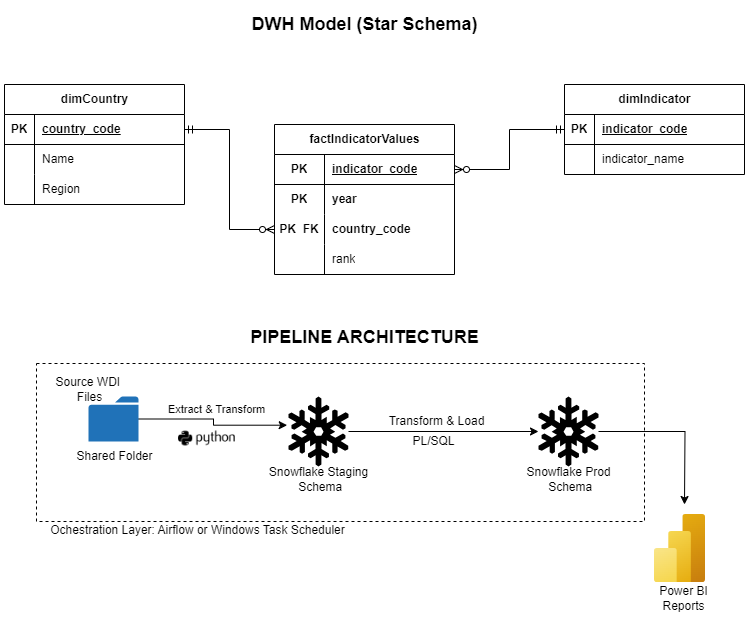 DWH Model (Star Schema)
dimCountry
PK country_code
Name
Region
factIndicatorValues
PK indicator_code
PK year
PK FK country_code
rank
dimIndicator
PK indicator_code
indicator_name
PIPELINE ARCHITECTURE
Source WDI
Files
Shared Folder
Extract & Transform
python
Snowflake Staging
Schema
Transform & Load
PL/SQL
Snowflake Prod
Schema
Ochestration Layer: Airflow or Windows Task Scheduler
Power BI
Reports